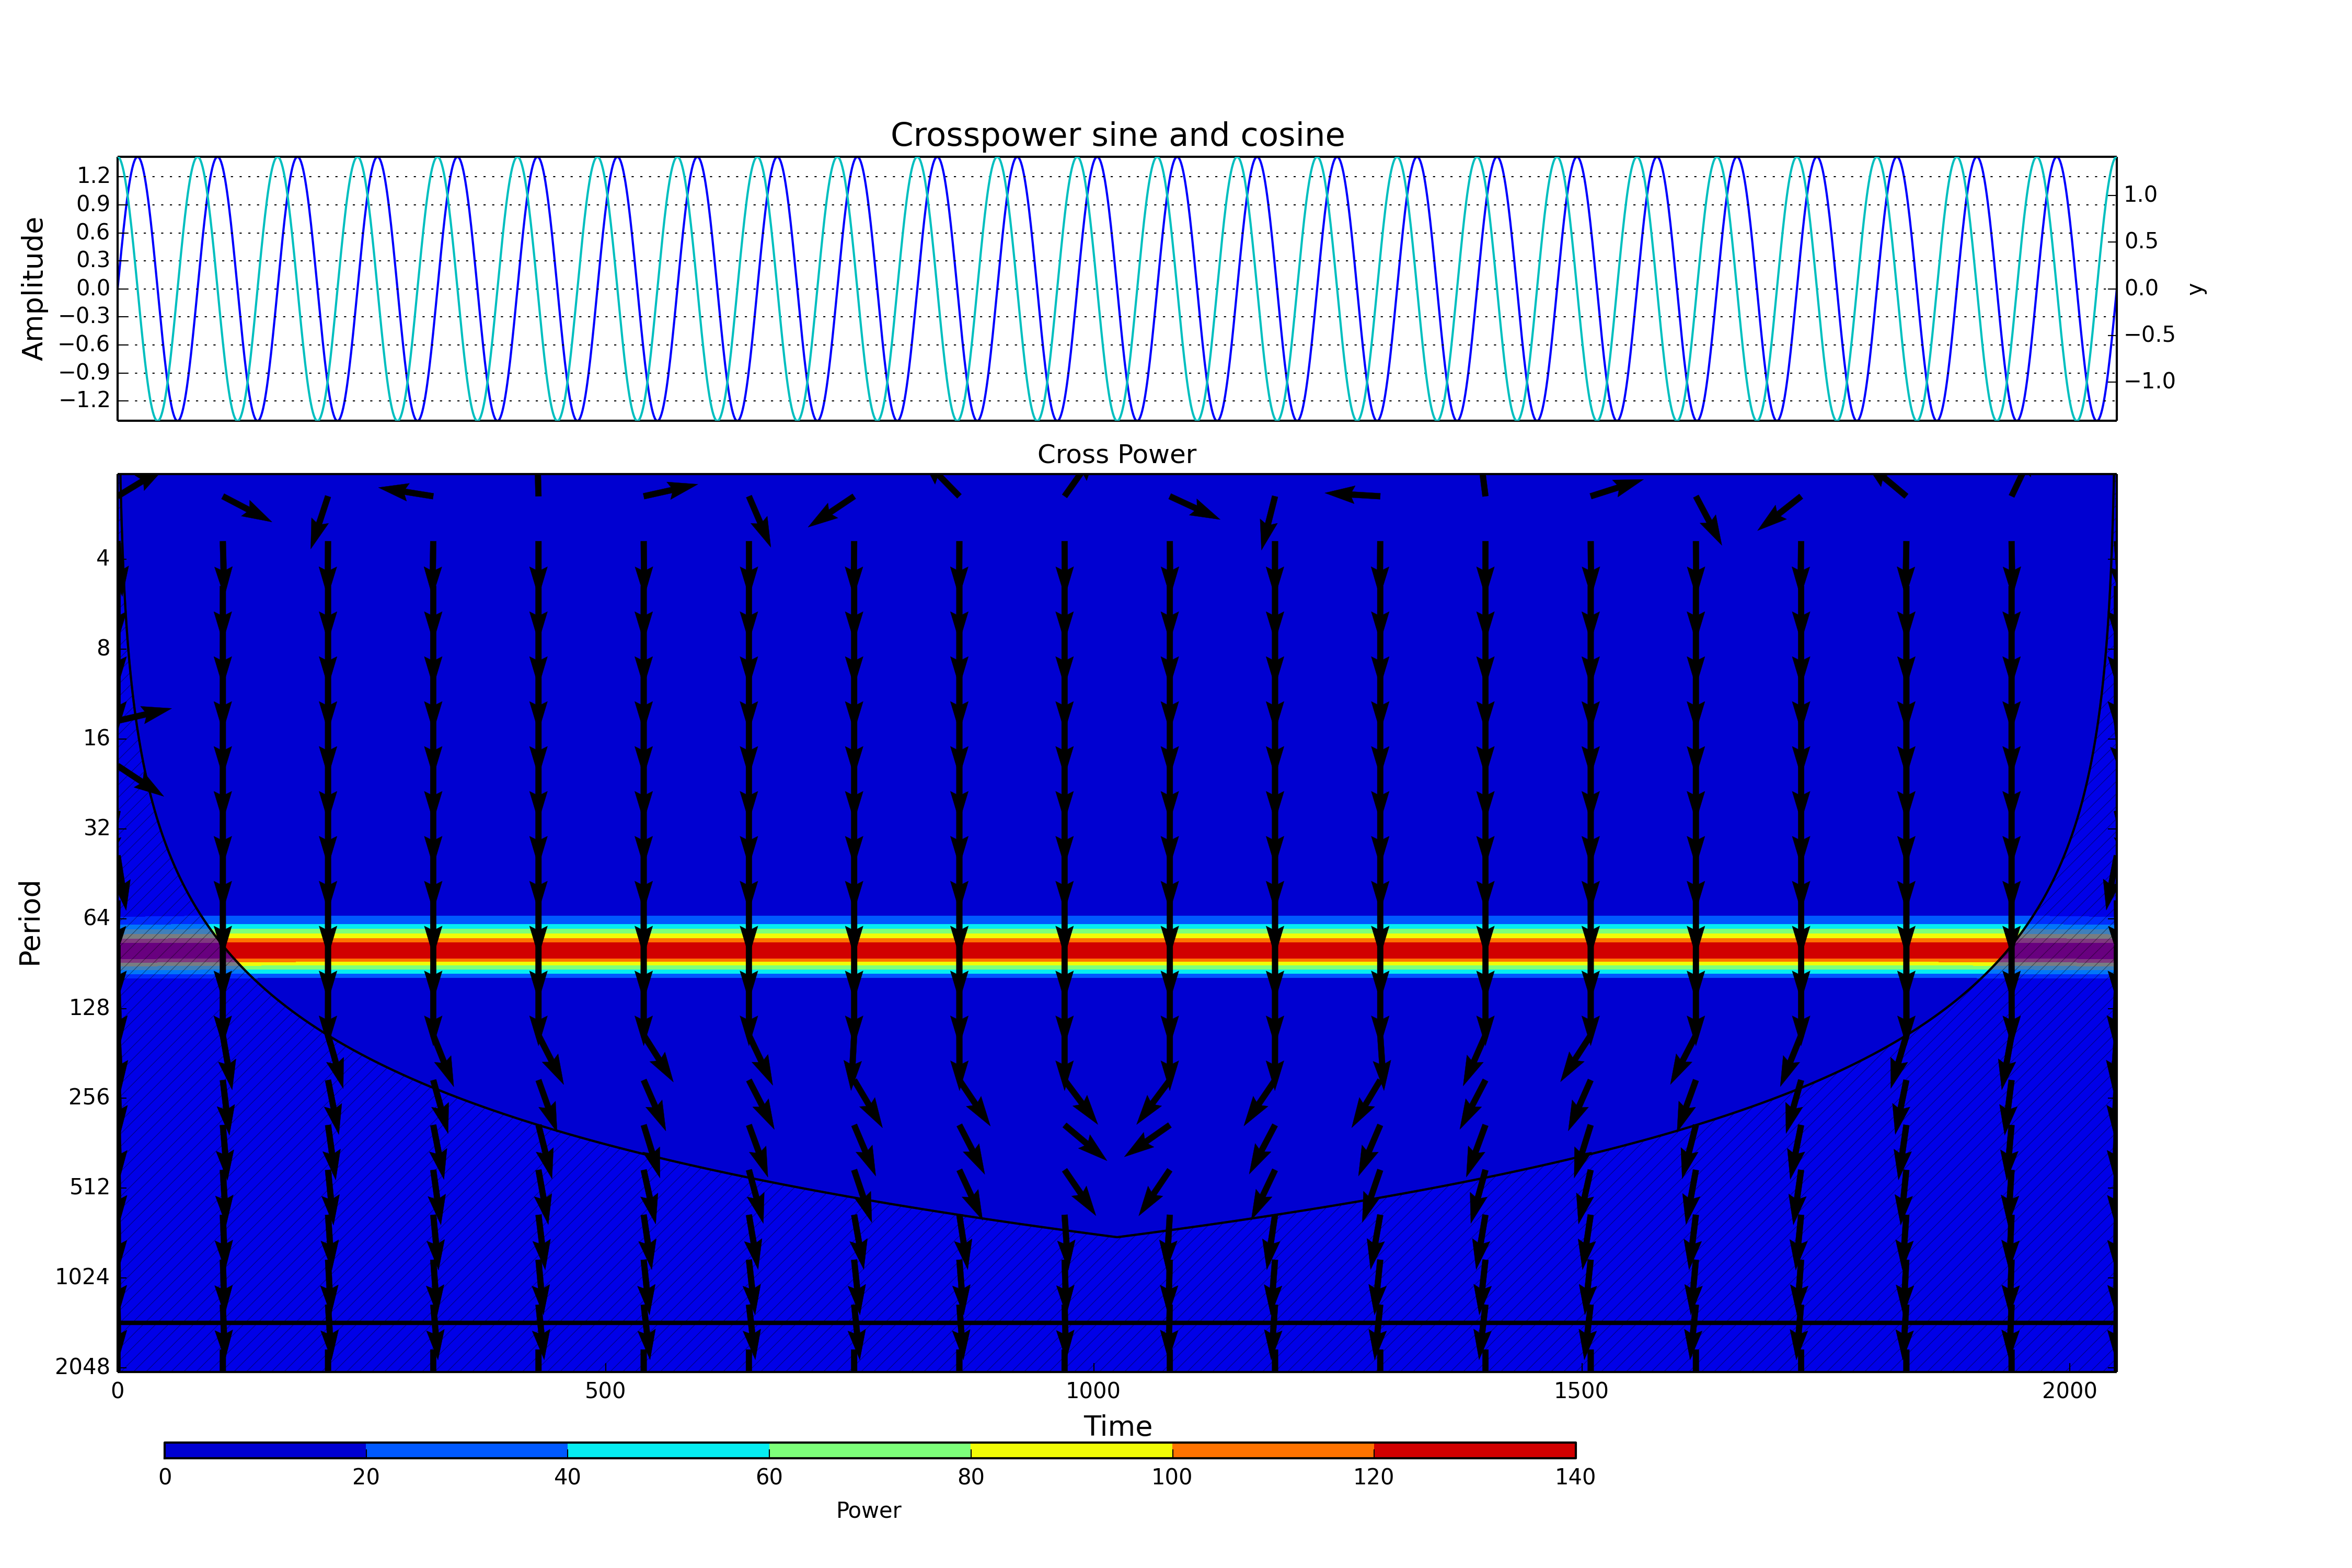 Crosspower sine and cosine
Amplitude
1.2
0.9
0.6
0.3
0.0
−0.3
−0.6
−0.9
−1.2
1.0
0.5
0.0
−0.5
−1.0
y
Cross Power
Period
4
8
16
32
64
128
256
512
1024
2048
0 500 1000 1500 2000
Time
0 20 40 60 80 100 120 140
Power